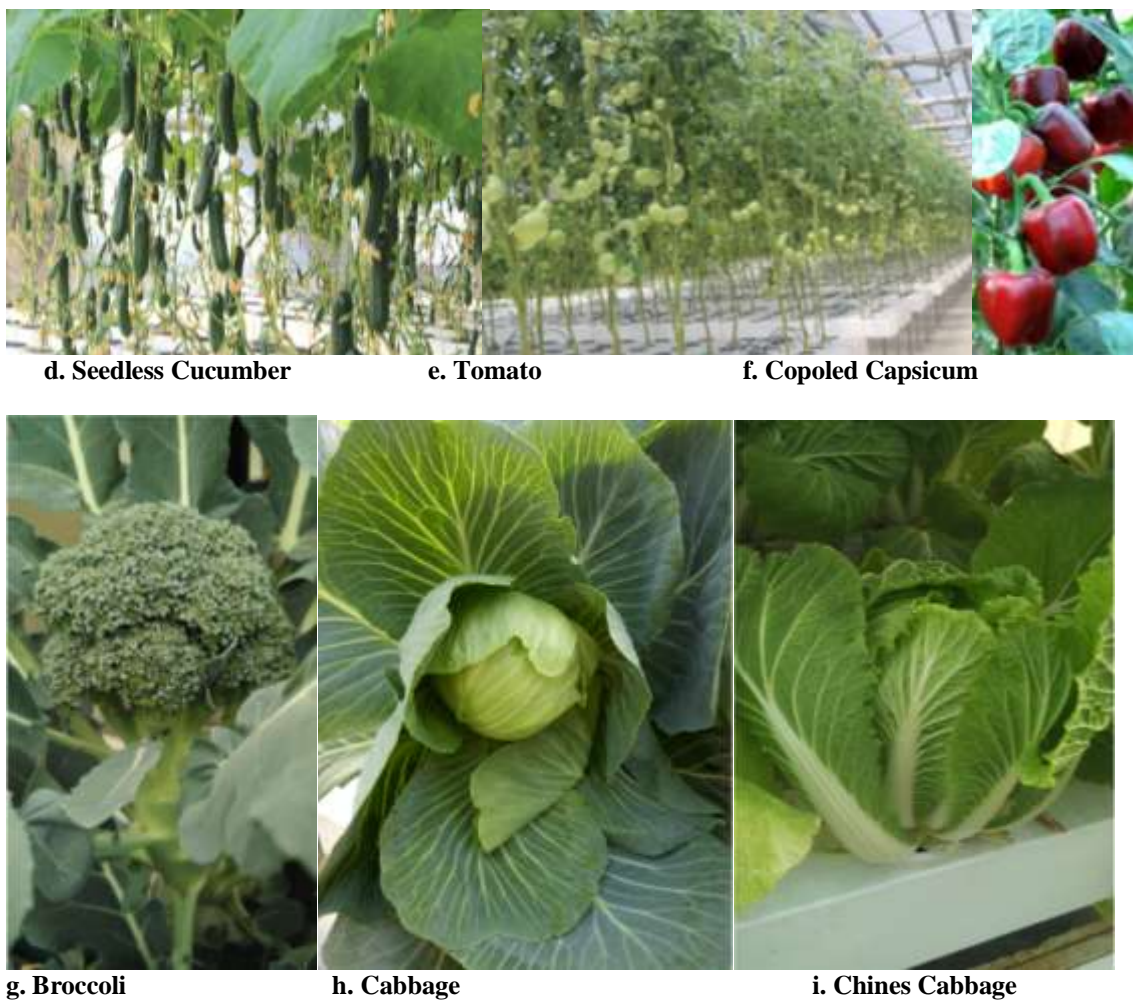 d. Seedless Cucumber e. Tomato f. Copoled Capsicum
g. Broccoli h. Cabbage i. Chines Cabbage